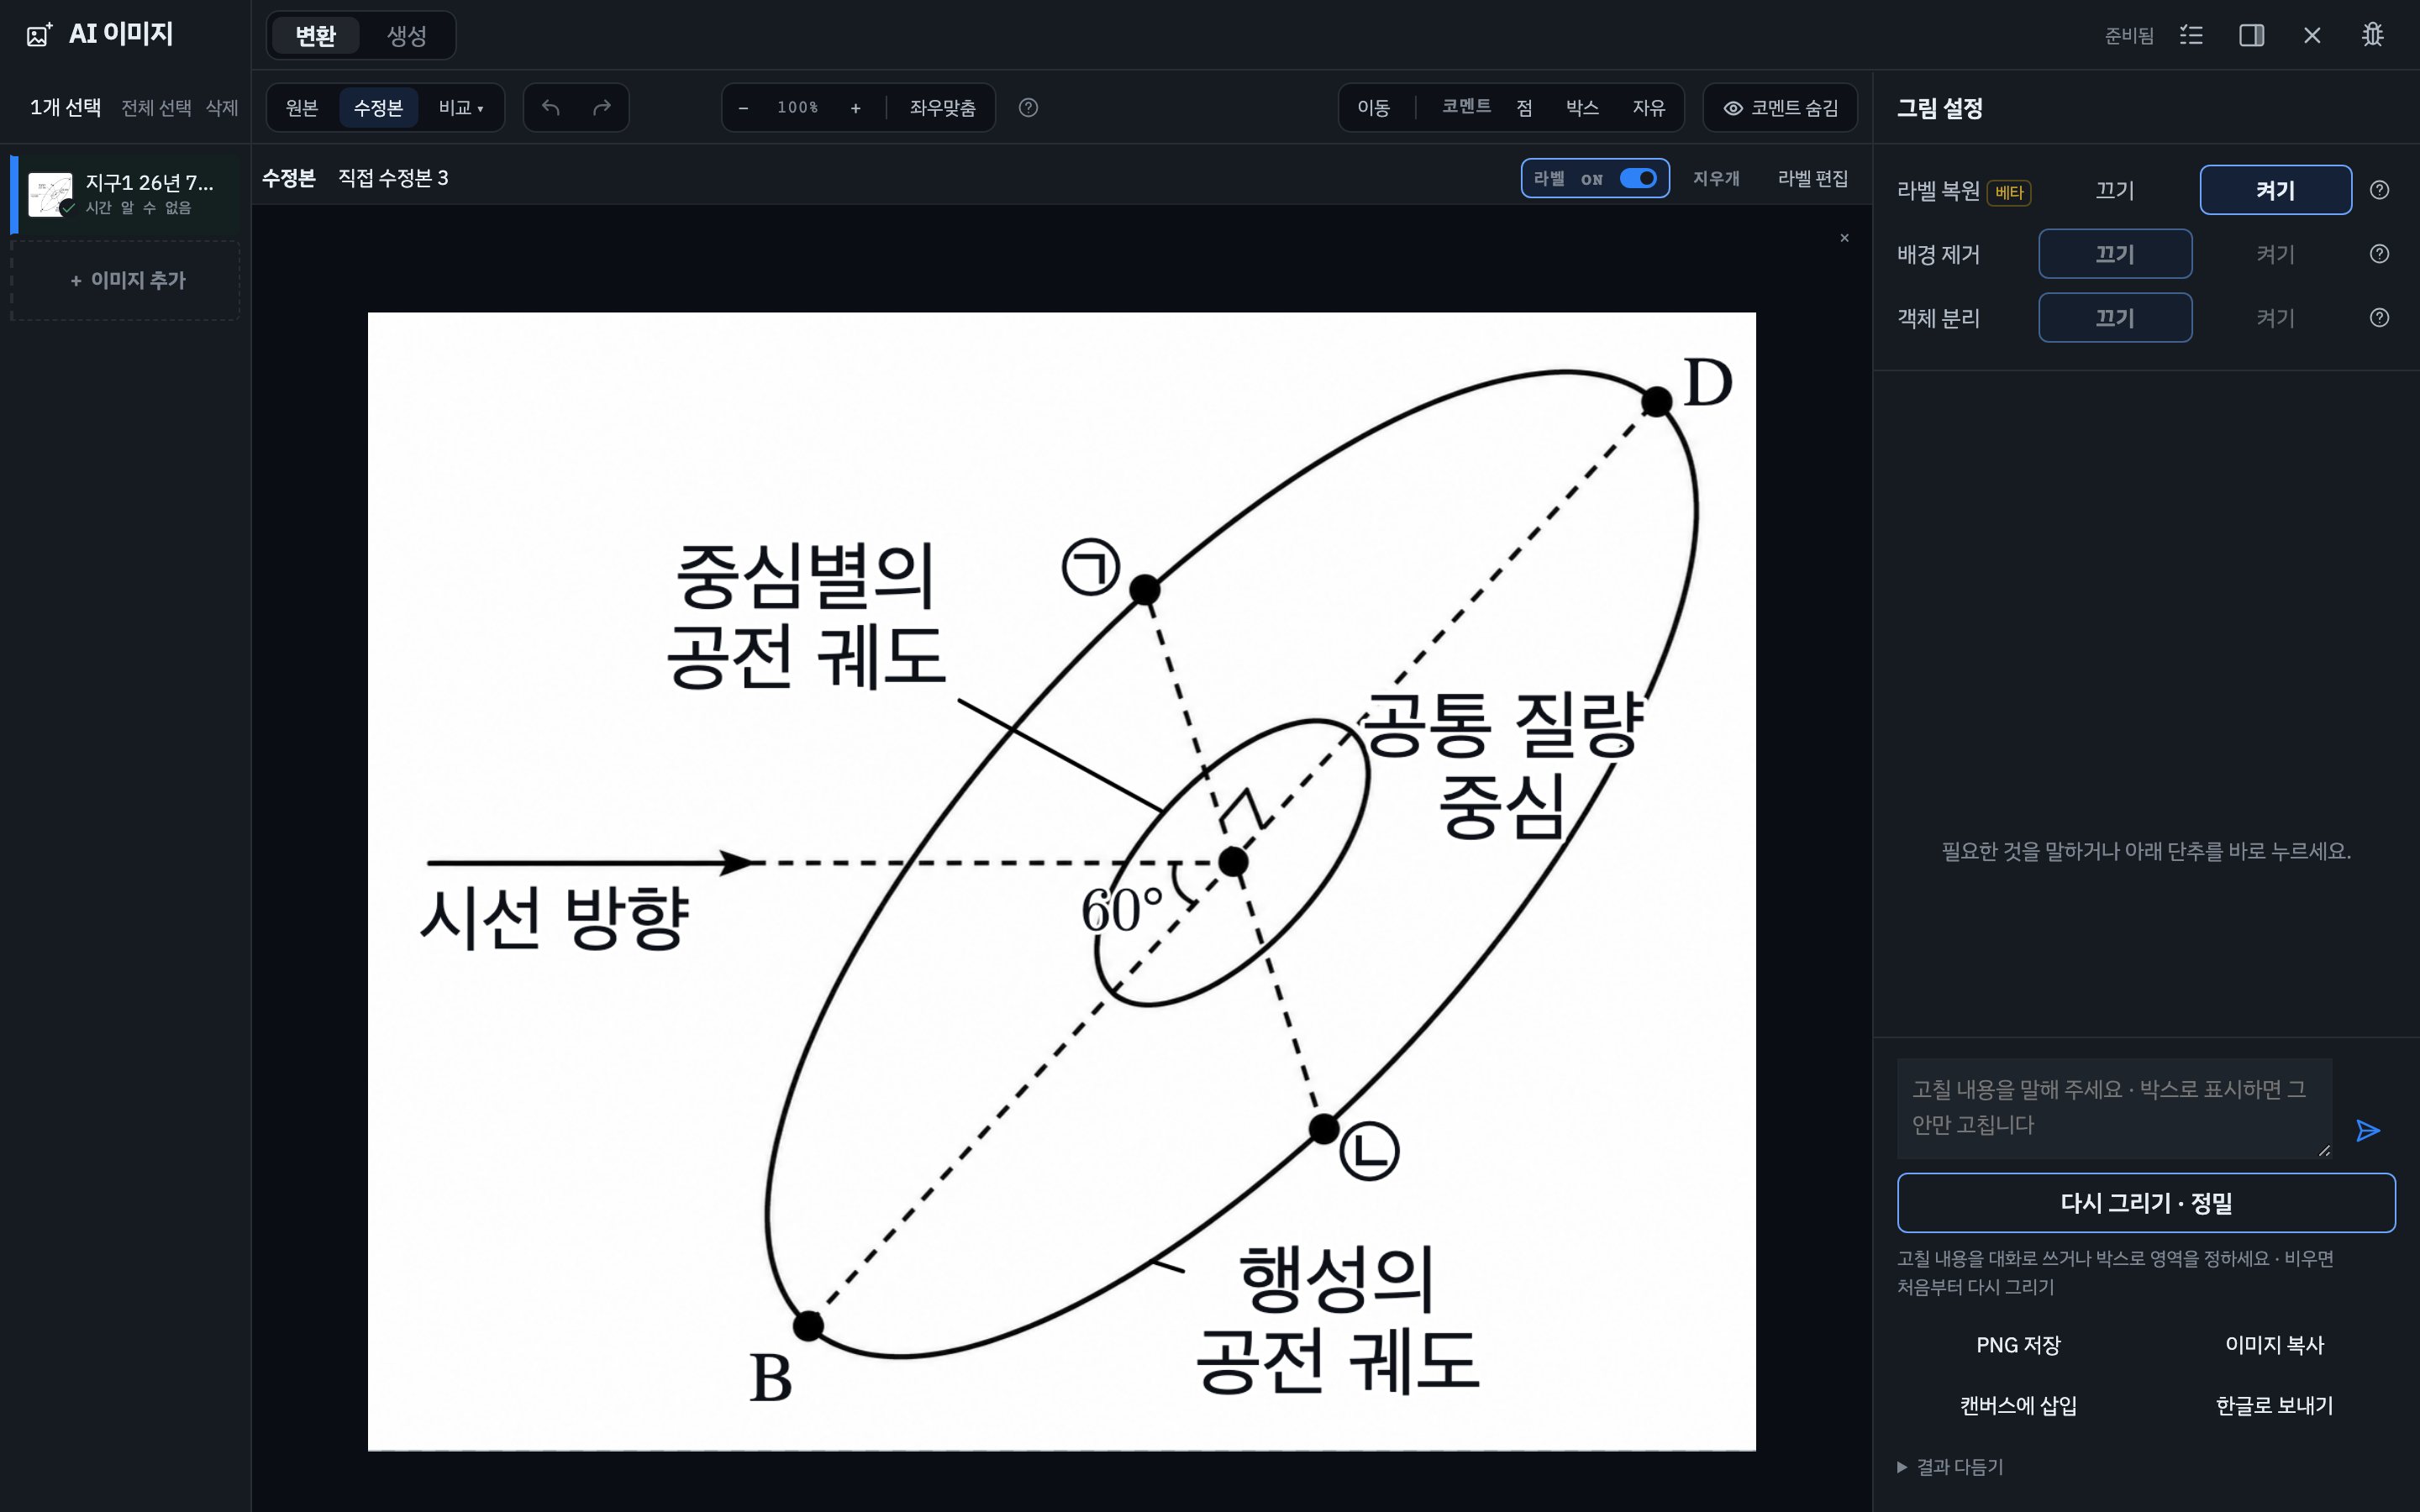 AI 이미지
변환
생성
준비됨
1개 선택
전체 선택
삭제
원본
수정본
비교 ▾
− 100% +
좌우맞춤
이동
코멘트
점
박스
자유
코멘트 숨김
그림 설정
지구1 26년 7...
시간 알 수 없음
+ 이미지 추가
수정본
직접 수정본 3
라벨 ON
지우개
라벨 편집
라벨 복원 베타
끄기
켜기
배경 제거
끄기
켜기
객체 분리
끄기
켜기
D
㉠
중심별의
공전 궤도
공통 질량
중심
시선 방향
60°
㉡
행성의
공전 궤도
B
필요한 것을 말하거나 아래 단추를 바로 누르세요.
고칠 내용을 말해 주세요 · 박스로 표시하면 그
안만 고칩니다
다시 그리기 · 정밀
고칠 내용을 대화로 쓰거나 박스로 영역을 정하세요 · 비우면
처음부터 다시 그리기
PNG 저장
이미지 복사
캔버스에 삽입
한글로 보내기
▶ 결과 다듬기